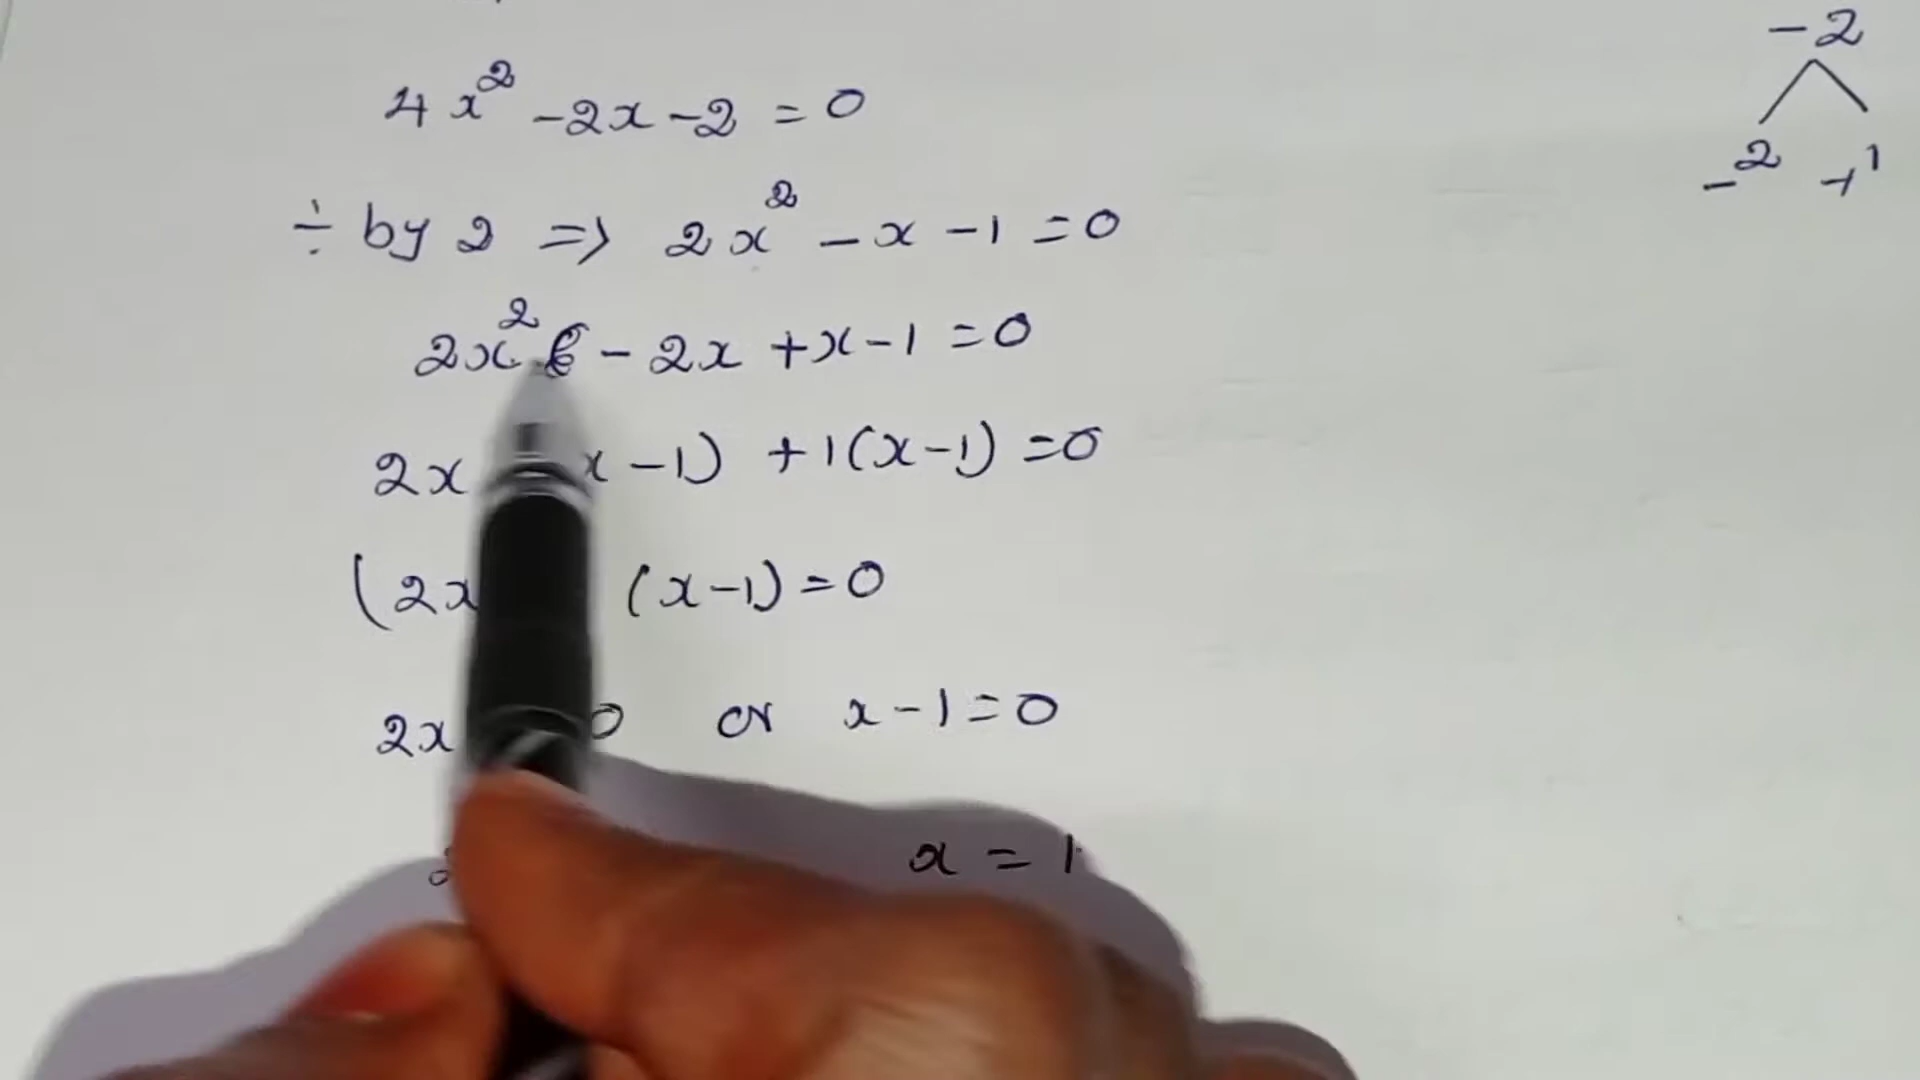 4x² -2x -2 = 0
-2
-2 +1
÷ by 2 => 2x² - x - 1 = 0
2x² - 2x + x - 1 = 0
2x x -1) + 1(x-1) = 0
(2x (x-1) = 0
2x 0 or x - 1 = 0
x = 1